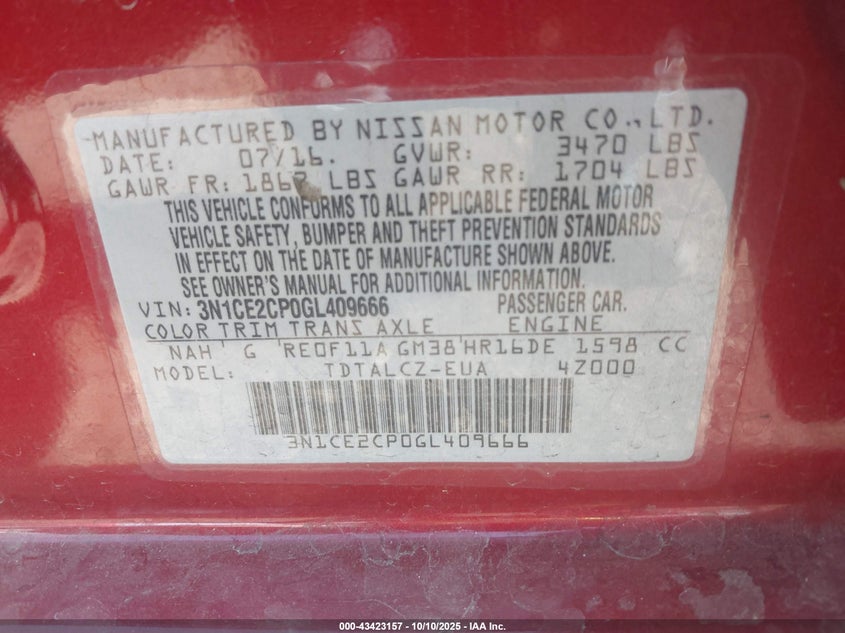 MANUFACTURED BY NISSAN MOTOR CO., LTD.
DATE: 07/16. GVWR: 3470 LBS
GAWR FR: 1867 LBS GAWR RR: 1704 LBS
THIS VEHICLE CONFORMS TO ALL APPLICABLE FEDERAL MOTOR
VEHICLE SAFETY, BUMPER AND THEFT PREVENTION STANDARDS
IN EFFECT ON THE DATE OF MANUFACTURE SHOWN ABOVE.
SEE OWNER'S MANUAL FOR ADDITIONAL INFORMATION.
VIN: 3N1CE2CP0GL409666 PASSENGER CAR.
COLOR TRIM TRANS AXLE ENGINE
NAH G RE0F11A GM38 HR16DE 1598 CC
MODEL: TDTALCZ-EUA 4Z000
3N1CE2CP0GL409666
000-43423157 - 10/10/2025 - IAA Inc.